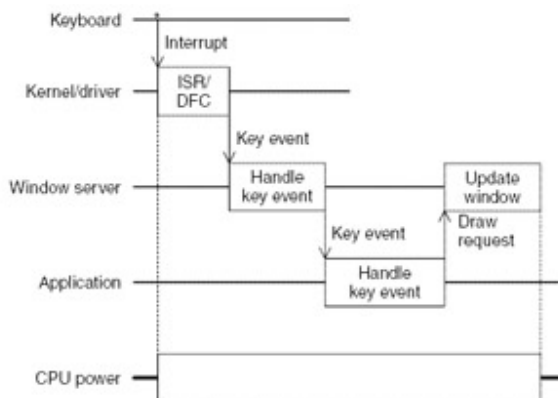 Keyboard
Interrupt
Kernel/driver
ISR/
DFC
Key event
Window server
Handle
key event
Update
window
Key event
Draw
request
Application
Handle
key event
CPU power